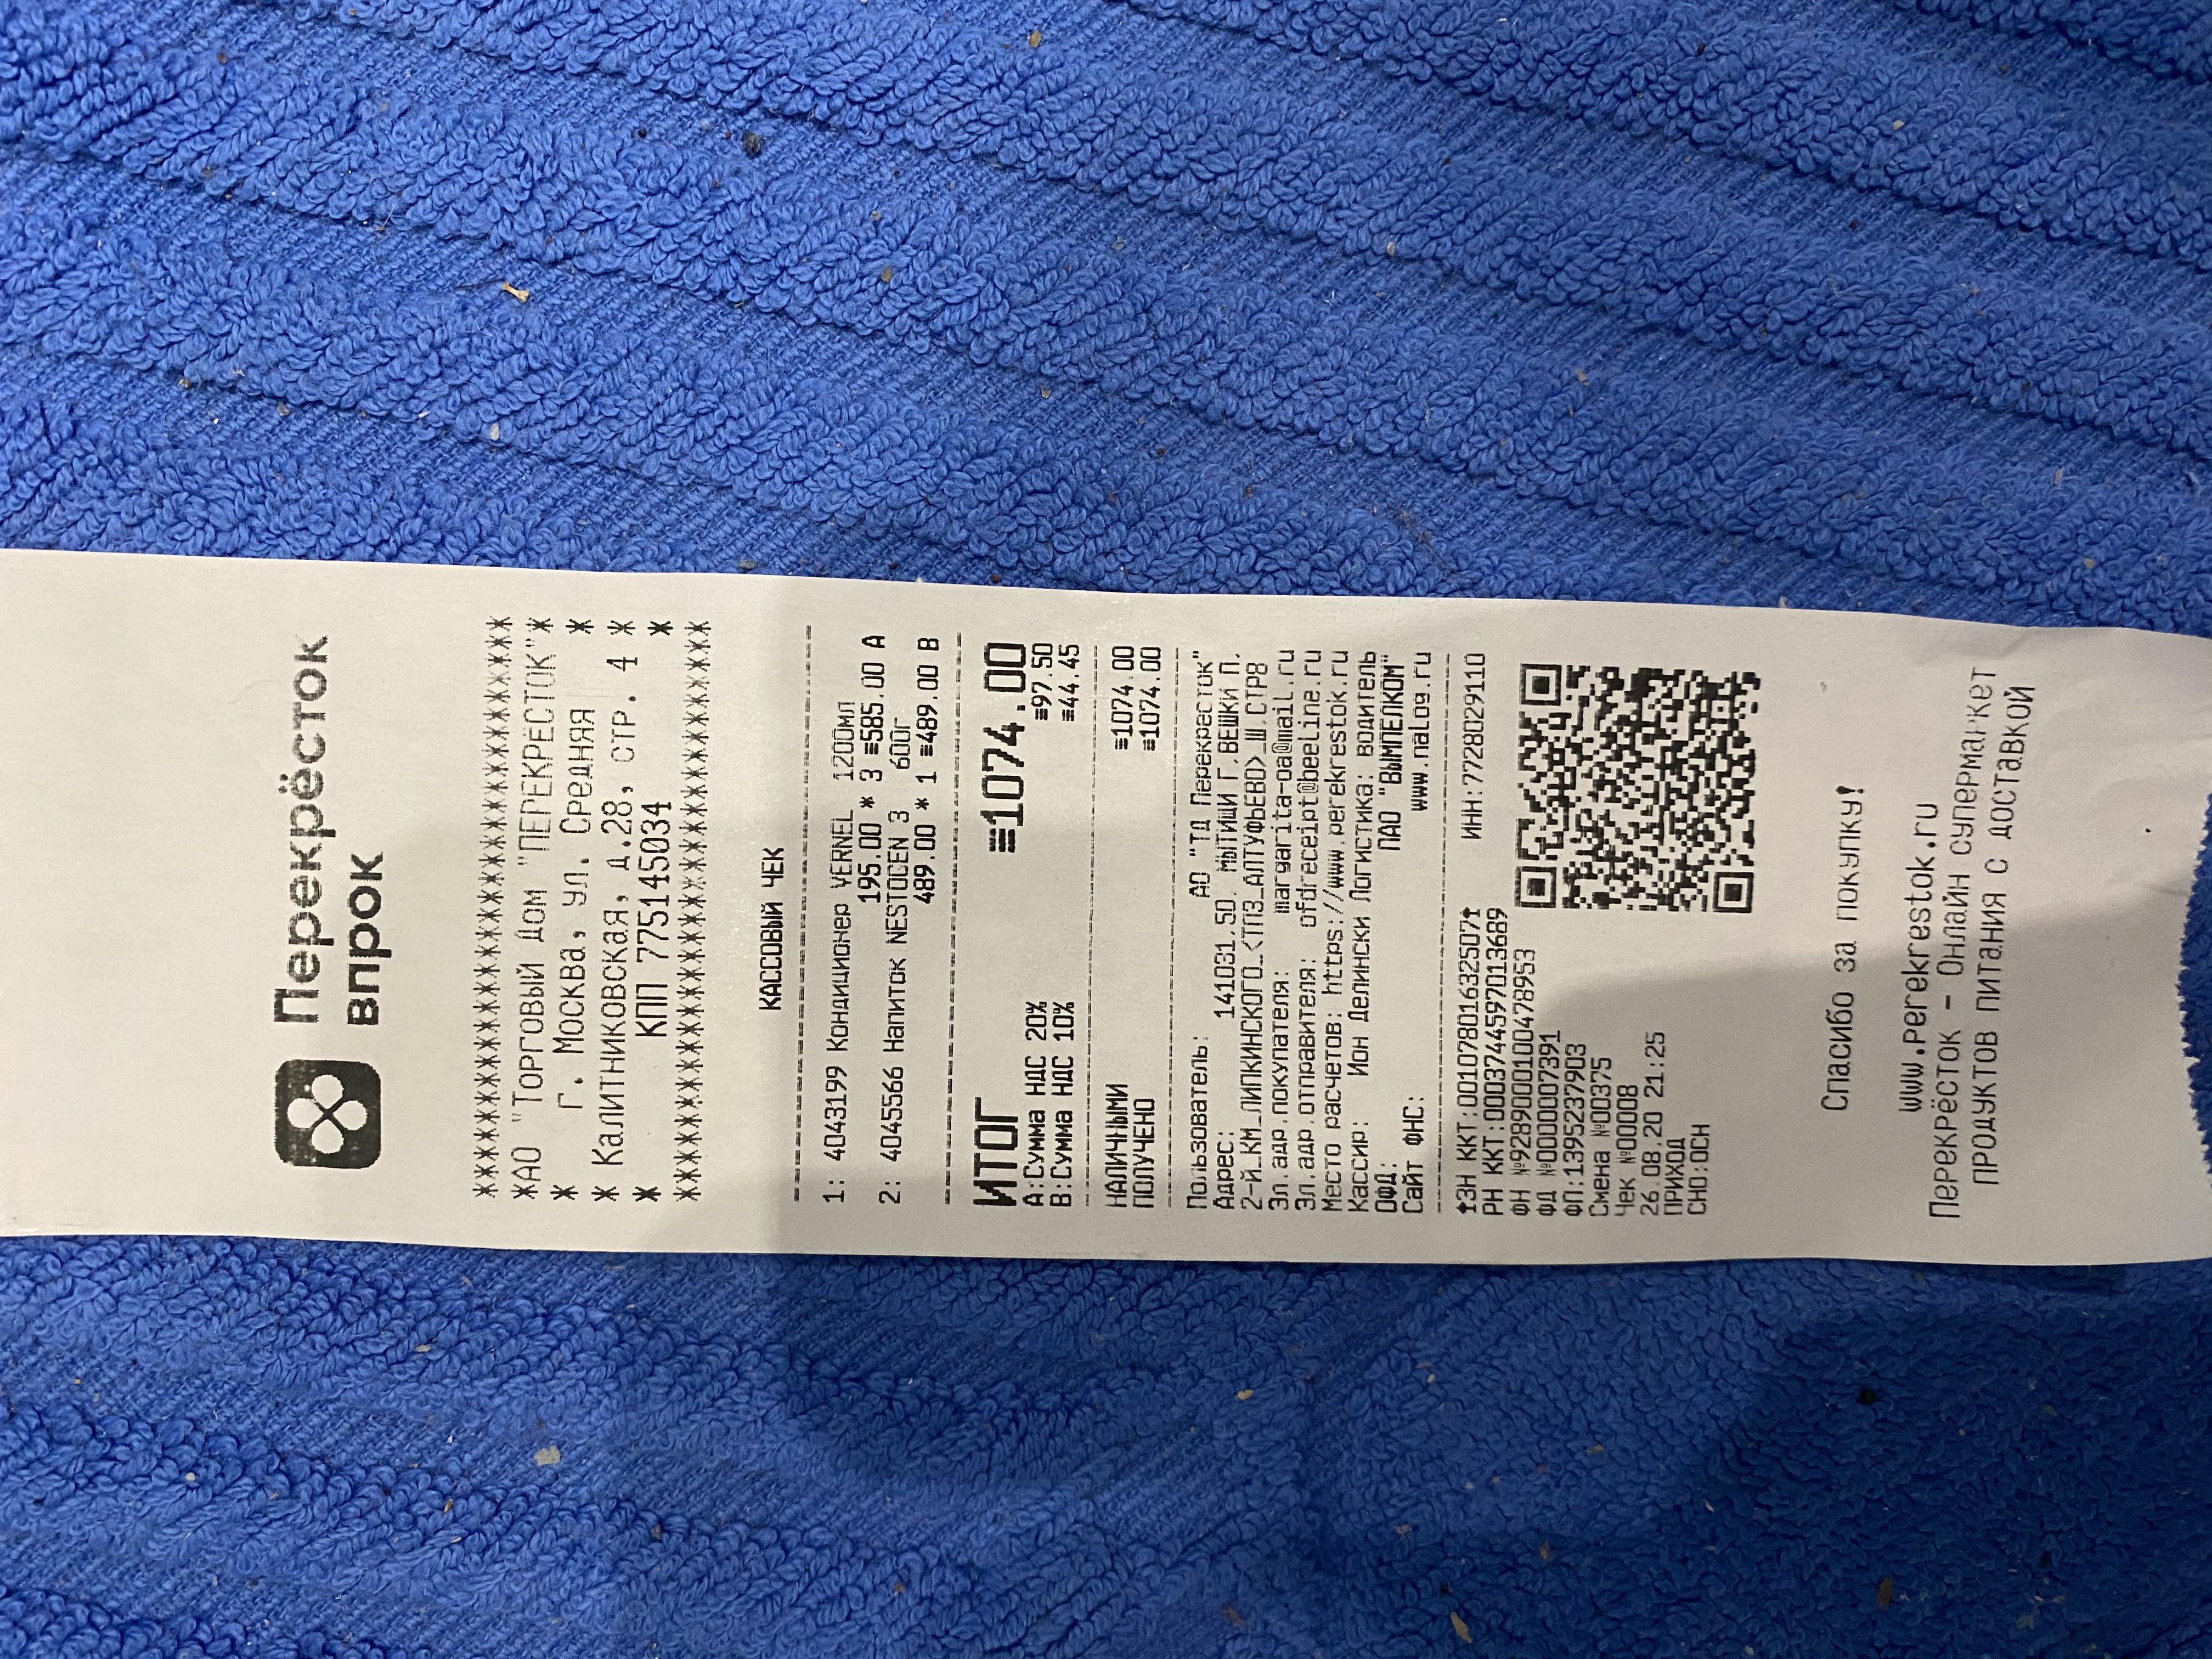 Перекрёсток
впрок
**************************
*АО "ТОРГОВЫЙ ДОМ "ПЕРЕКРЁСТОК"*
* г. Москва, ул. Средняя *
* Калитниковская, д.28, стр. 4 *
* КПП 775145034 *
**************************
КАССОВЫЙ ЧЕК
1: 4043199 Кондиционер VERNEL 1200мл
195.00 * 3 ≡585.00 А
2: 4045566 Напиток NESTOGEN 3 600г
489.00 * 1 ≡489.00 В
ИТОГ ≡1074.00
А:Сумма НДС 20% ≡97.50
В:Сумма НДС 10% ≡44.45
НАЛИЧНЫМИ ≡1074.00
ПОЛУЧЕНО ≡1074.00
Пользователь: АО "ТД Перекрасток"
Адрес: 141031,50, МЫТИЩИ Г,ВЕШКИ П,
2-й_КМ_ЛИПКИНСКОГО_<ТПЗ_АЛТУФЬЕВО>_Ш,СТР8
Эл.адр.покупателя: margarita-oa@mail.ru
Эл.адр.отправителя: ofdreceipt@beeline.ru
Место расчетов: https://www.perekrestok.ru
Кассир: Ион Делински Логистика: водитель
ОФД: ПАО "ВЫМПЕЛКОМ"
Сайт ФНС: www.nalog.ru
ЗН ККТ:00107801632507 ИНН:7728029110
РН ККТ:0003744597013689
ФН №9289000100478953
ФД №0000007391
ФП:1395237903
Смена №00375
Чек №00008
26.08.20 21:25
ПРИХОД
СНО:ОСН
Спасибо за покупку!
www.perekrestok.ru
Перекрёсток - Онлайн супермаркет
продуктов питания с доставкой